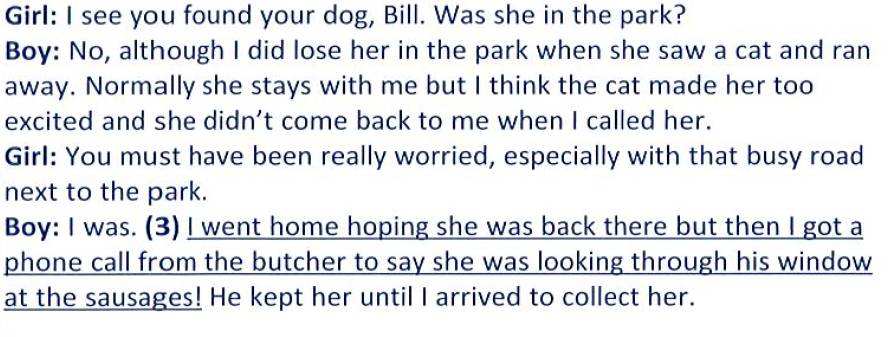 Girl: I see you found your dog, Bill. Was she in the park?
Boy: No, although I did lose her in the park when she saw a cat and ran
away. Normally she stays with me but I think the cat made her too
excited and she didn't come back to me when I called her.
Girl: You must have been really worried, especially with that busy road
next to the park.
Boy: I was. (3) I went home hoping she was back there but then I got a
phone call from the butcher to say she was looking through his window
at the sausages! He kept her until I arrived to collect her.